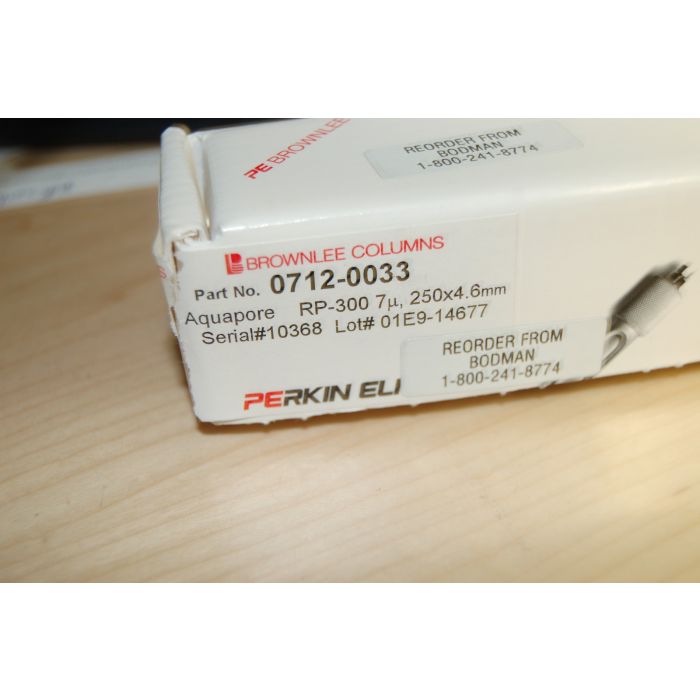 PE BROWNLEE
REORDER FROM
BODMAN
1-800-241-8774
BROWNLEE COLUMNS
Part No. 0712-0033
Aquapore RP-300 7µ, 250x4.6mm
Serial#10368 Lot# 01E9-14677
PERKIN EL
REORDER FROM
BODMAN
1-800-241-8774